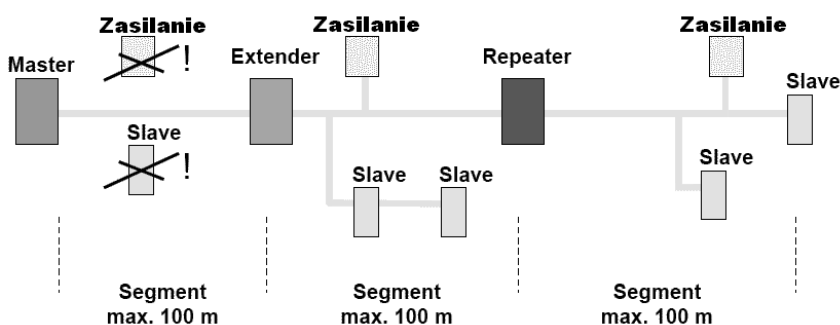 Zasilanie
Zasilanie
Zasilanie
Master
!
Extender
Repeater
Slave
Slave
!
Slave
Slave
Slave
Segment
max. 100 m
Segment
max. 100 m
Segment
max. 100 m